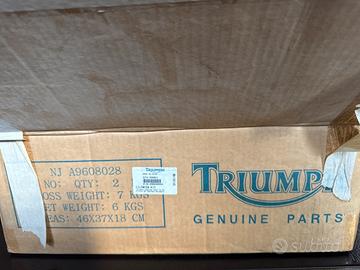 NJ A9608028
NO: QTY: 2
OSS WEIGHT: 7 KGS
ET WEIGHT: 6 KGS
EAS: 46X37X18 CM
TRIUMPH
GENUINE PARTS
subito